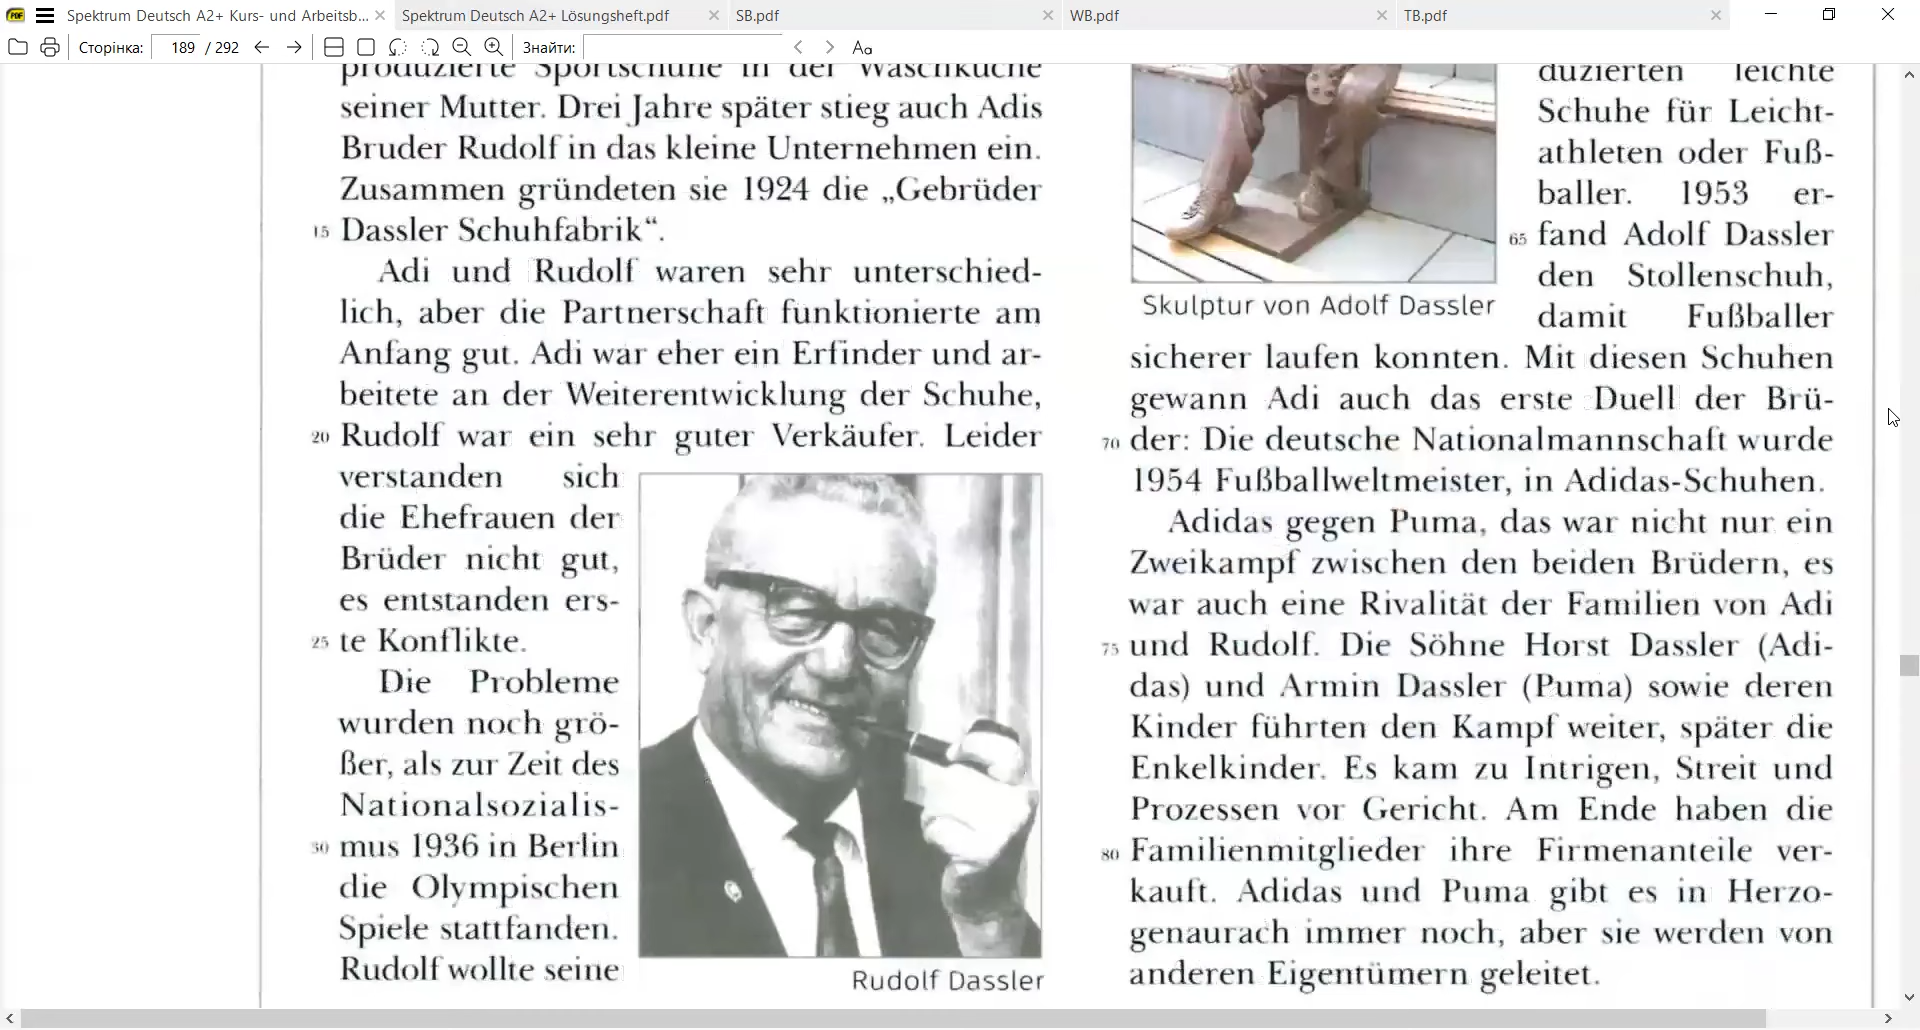 Spektrum Deutsch A2+ Kurs- und Arbeitsb...
Spektrum Deutsch A2+ Lösungsheft.pdf
SB.pdf
WB.pdf
TB.pdf
Сторінка:
189
/ 292
Знайти:
produzierte Sportschuhe in der Waschküche
seiner Mutter. Drei Jahre später stieg auch Adis
Bruder Rudolf in das kleine Unternehmen ein.
Zusammen gründeten sie 1924 die „Gebrüder
15 Dassler Schuhfabrik“.
Adi und Rudolf waren sehr unterschied-
lich, aber die Partnerschaft funktionierte am
Anfang gut. Adi war eher ein Erfinder und ar-
beitete an der Weiterentwicklung der Schuhe,
20 Rudolf war ein sehr guter Verkäufer. Leider
verstanden sich
die Ehefrauen der
Brüder nicht gut,
es entstanden ers-
25 te Konflikte.
Die Probleme
wurden noch grö-
ßer, als zur Zeit des
Nationalsozialis-
30 mus 1936 in Berlin
die Olympischen
Spiele stattfanden.
Rudolf wollte seine
Rudolf Dassler
Skulptur von Adolf Dassler
duzierten leichte
Schuhe für Leicht-
athleten oder Fuß-
baller. 1953 er-
65 fand Adolf Dassler
den Stollenschuh,
damit Fußballer
sicherer laufen konnten. Mit diesen Schuhen
gewann Adi auch das erste Duell der Brü-
70 der: Die deutsche Nationalmannschaft wurde
1954 Fußballweltmeister, in Adidas-Schuhen.
Adidas gegen Puma, das war nicht nur ein
Zweikampf zwischen den beiden Brüdern, es
war auch eine Rivalität der Familien von Adi
75 und Rudolf. Die Söhne Horst Dassler (Adi-
das) und Armin Dassler (Puma) sowie deren
Kinder führten den Kampf weiter, später die
Enkelkinder. Es kam zu Intrigen, Streit und
Prozessen vor Gericht. Am Ende haben die
80 Familienmitglieder ihre Firmenanteile ver-
kauft. Adidas und Puma gibt es in Herzo-
genaurach immer noch, aber sie werden von
anderen Eigentümern geleitet.